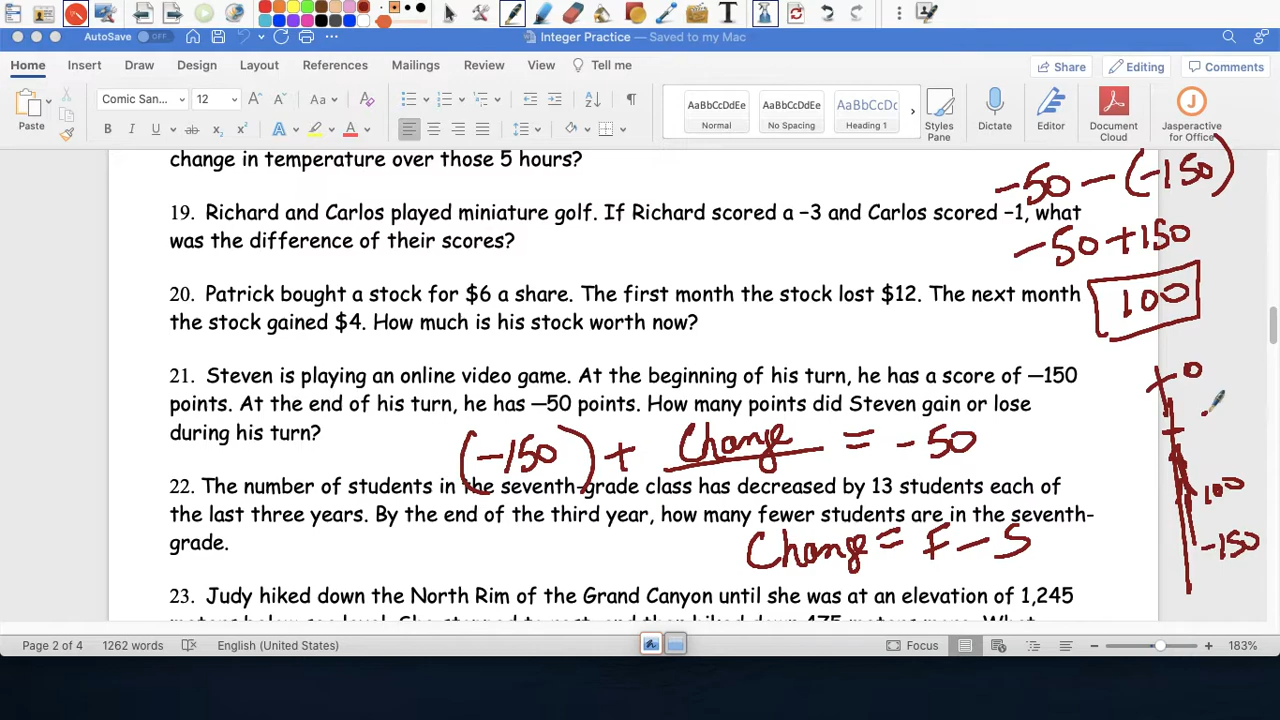 AutoSave OFF
Integer Practice — Saved to my Mac
Home Insert Draw Design Layout References Mailings Review View Tell me
Share Editing Comments
Paste
Comic San... 12
AaBbCcDdEe AaBbCcDdEe AaBbCcDc
Normal No Spacing Heading 1
Styles Pane
Dictate
Editor
Document Cloud
Jasperactive for Office
change in temperature over those 5 hours?
-50 - (-150)
19. Richard and Carlos played miniature golf. If Richard scored a −3 and Carlos scored −1, what
was the difference of their scores?
-50 + 150
20. Patrick bought a stock for $6 a share. The first month the stock lost $12. The next month
the stock gained $4. How much is his stock worth now?
100
21. Steven is playing an online video game. At the beginning of his turn, he has a score of —150
points. At the end of his turn, he has —50 points. How many points did Steven gain or lose
during his turn?
0
(-150) + Change = -50
22. The number of students in the seventh-grade class has decreased by 13 students each of
the last three years. By the end of the third year, how many fewer students are in the seventh-
grade.
100
Change = F - S
-150
23. Judy hiked down the North Rim of the Grand Canyon until she was at an elevation of 1,245
Page 2 of 4 1262 words English (United States) Focus 183%